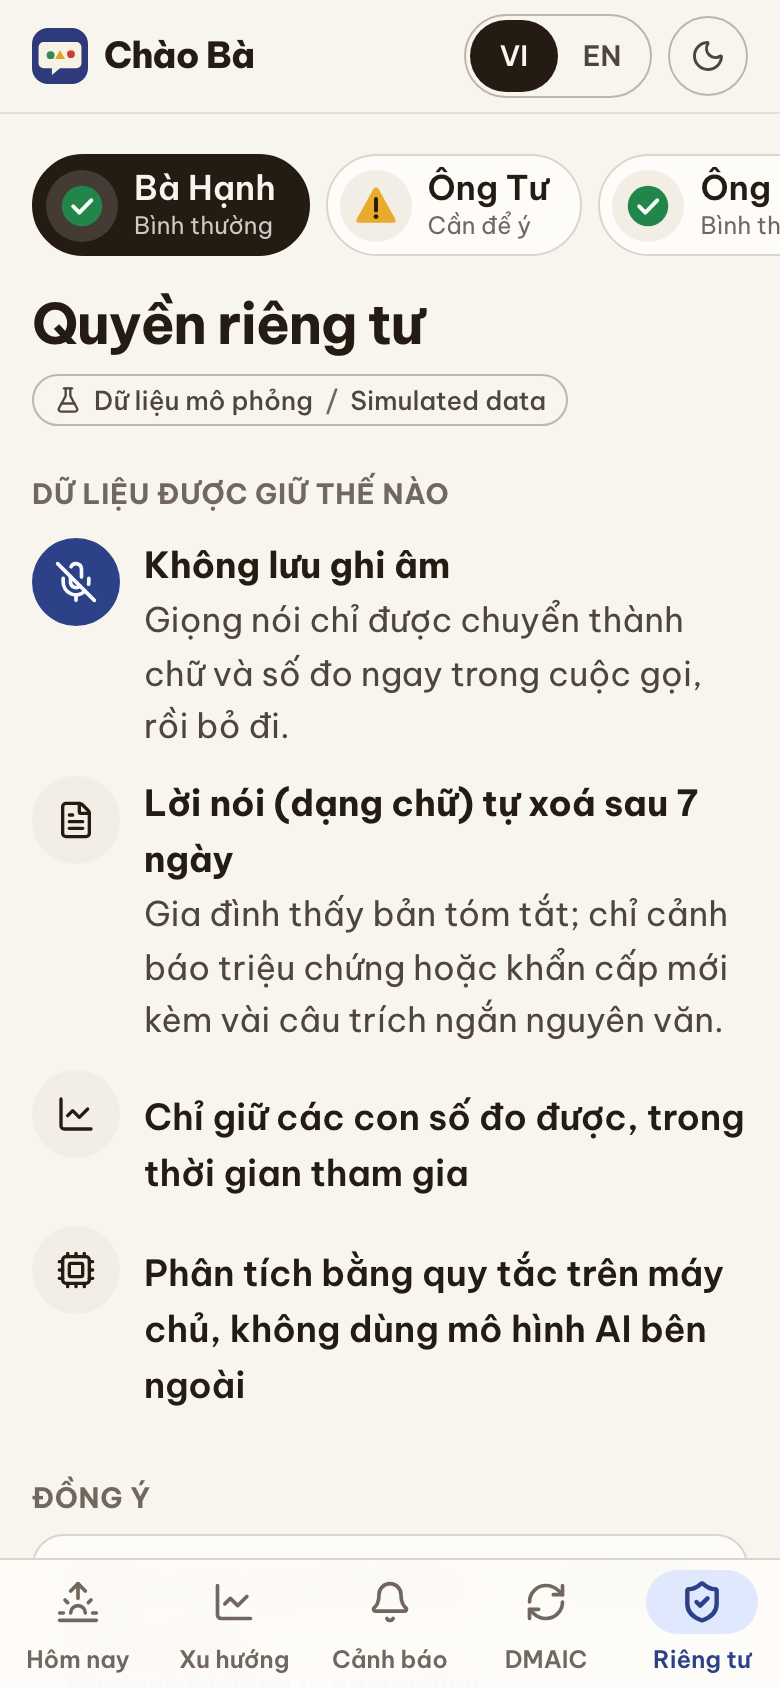 Chào Bà
VI EN
Bà Hạnh
Bình thường
Ông Tư
Cần để ý
Ông
Bình th
Quyền riêng tư
Dữ liệu mô phỏng / Simulated data
DỮ LIỆU ĐƯỢC GIỮ THẾ NÀO
Không lưu ghi âm
Giọng nói chỉ được chuyển thành
chữ và số đo ngay trong cuộc gọi,
rồi bỏ đi.
Lời nói (dạng chữ) tự xoá sau 7
ngày
Gia đình thấy bản tóm tắt; chỉ cảnh
báo triệu chứng hoặc khẩn cấp mới
kèm vài câu trích ngắn nguyên văn.
Chỉ giữ các con số đo được, trong
thời gian tham gia
Phân tích bằng quy tắc trên máy
chủ, không dùng mô hình AI bên
ngoài
ĐỒNG Ý
Hôm nay
Xu hướng
Cảnh báo
DMAIC
Riêng tư